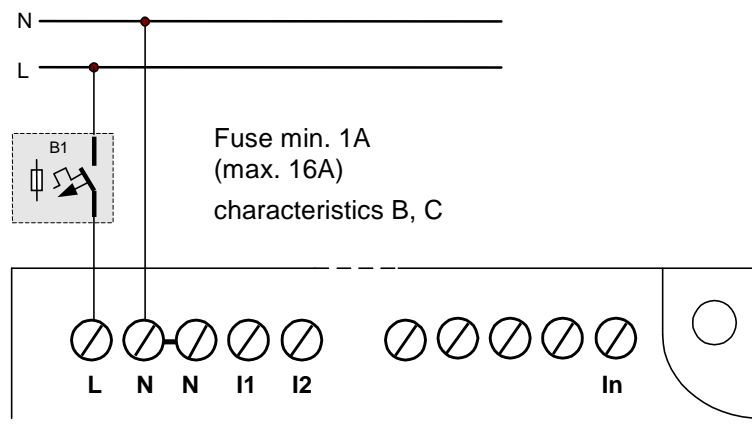 N
L
B1
Fuse min. 1A
(max. 16A)
characteristics B, C
L N N I1 I2 In